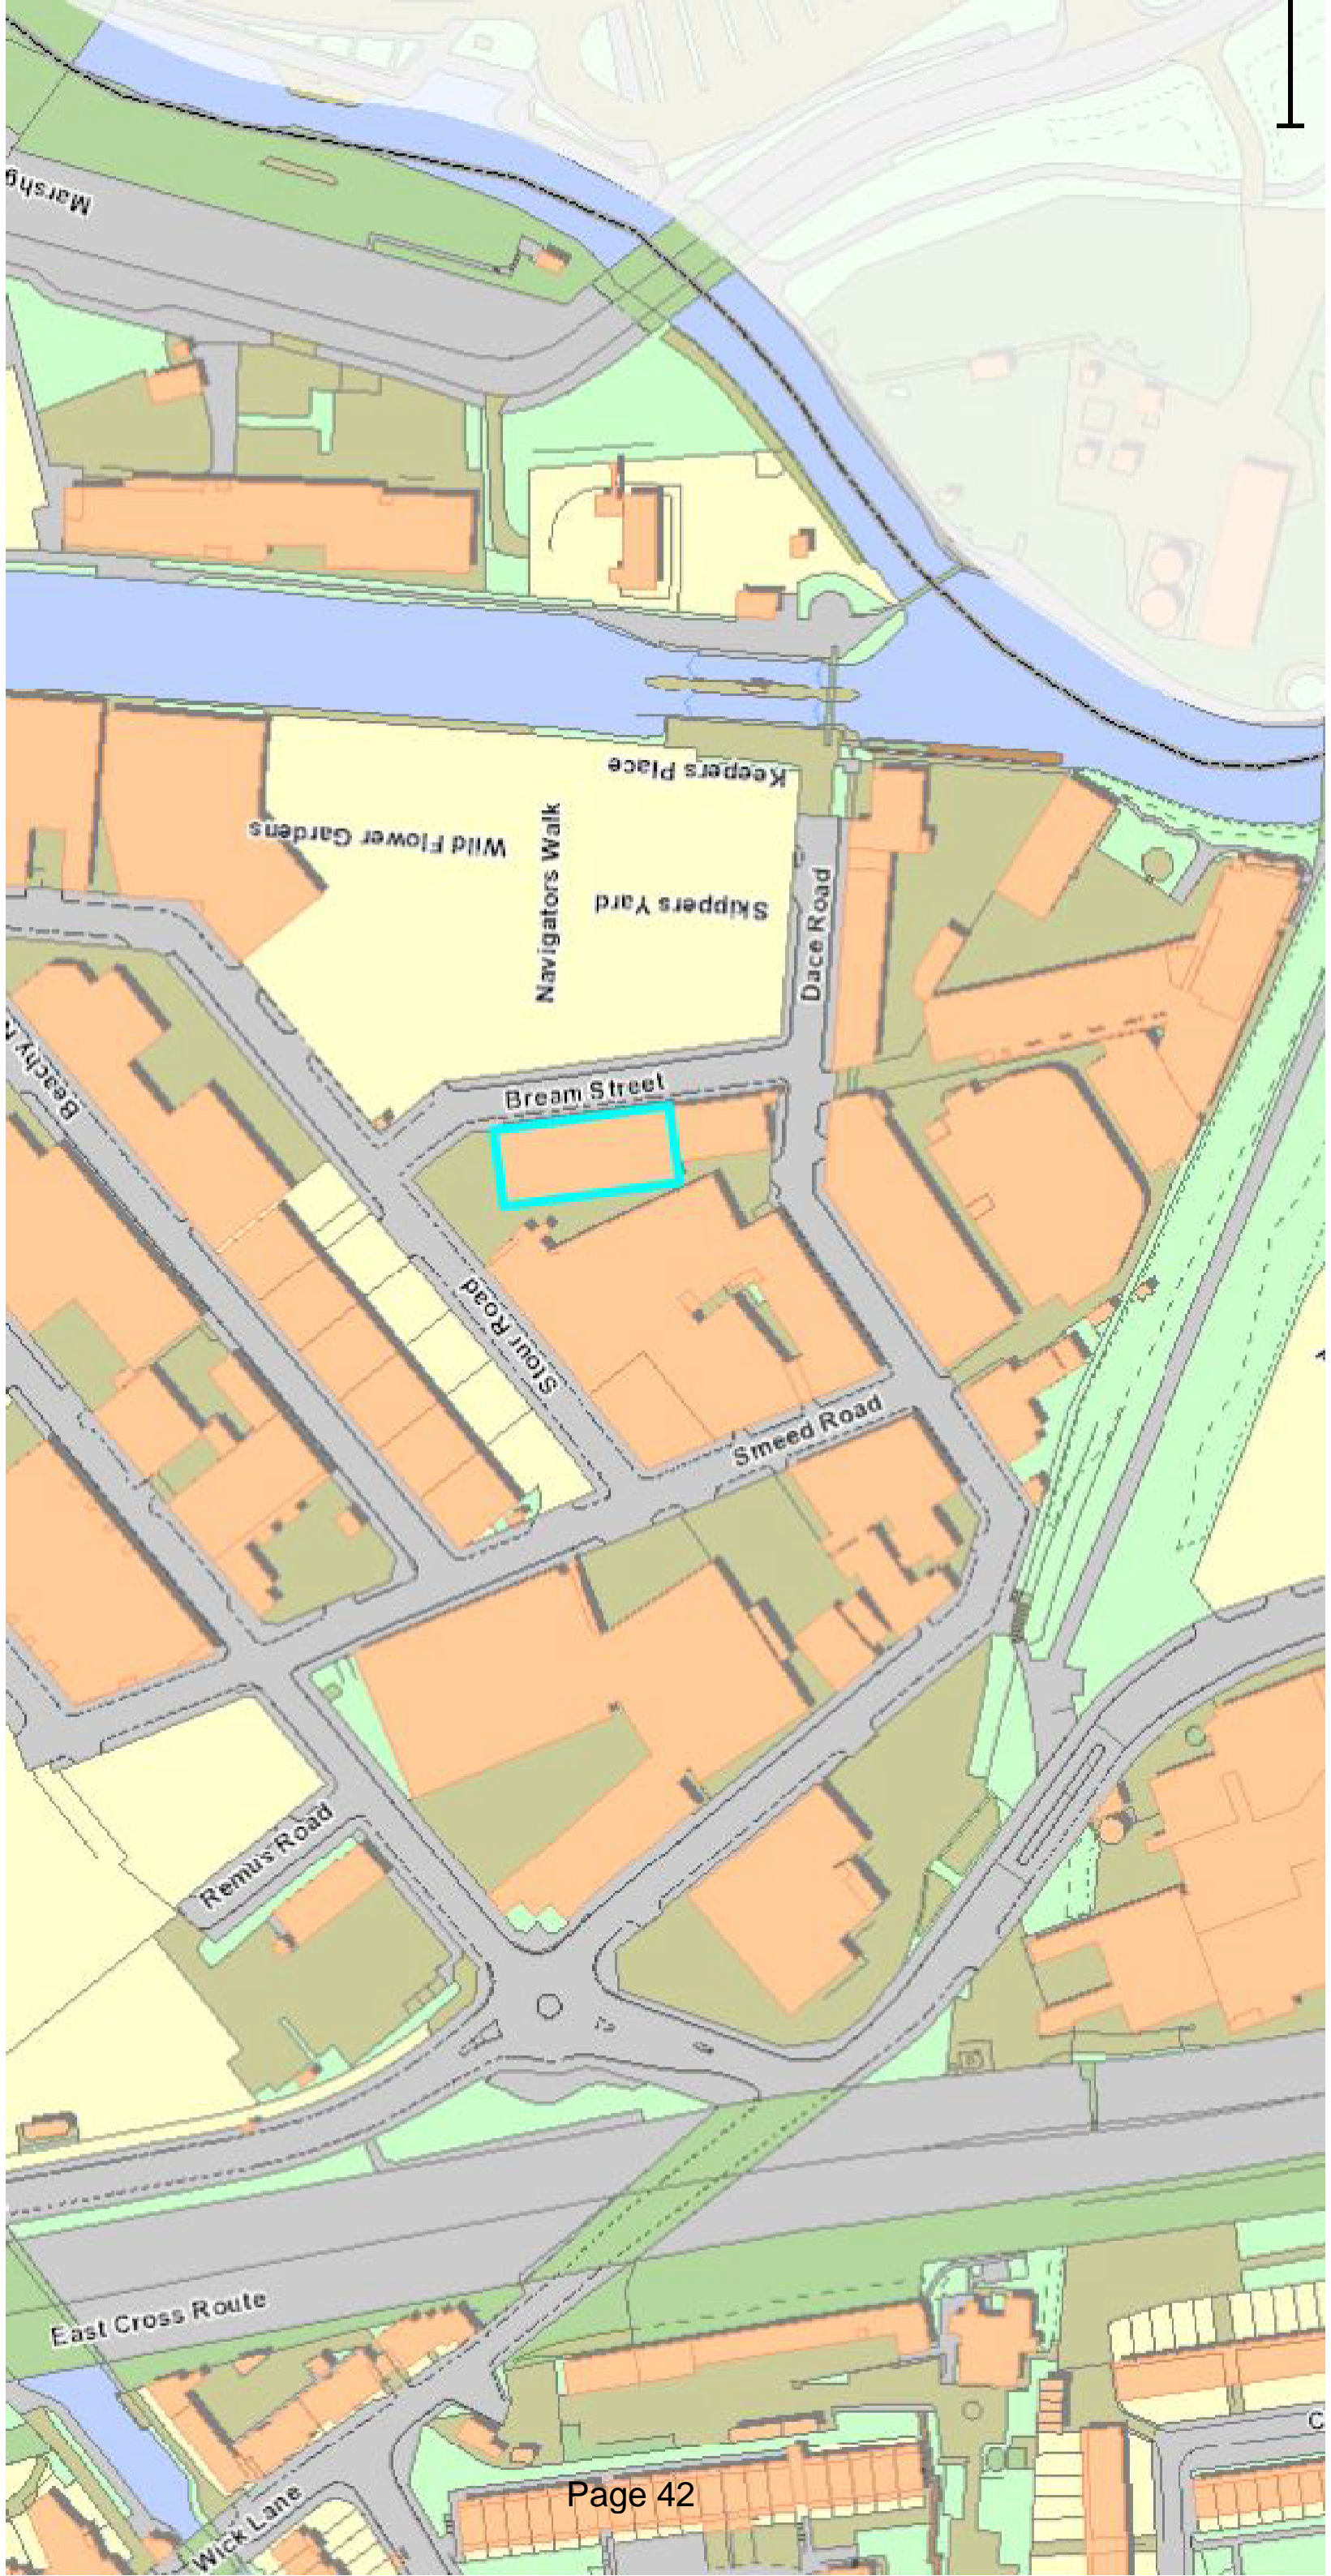 Marshg
Keepers Place
Wild Flower Gardens
Navigators Walk
Skippers Yard
Dace Road
Beachy R
Bream Street
Stour Road
Smeed Road
Remus Road
East Cross Route
Wick Lane
C
Page 42